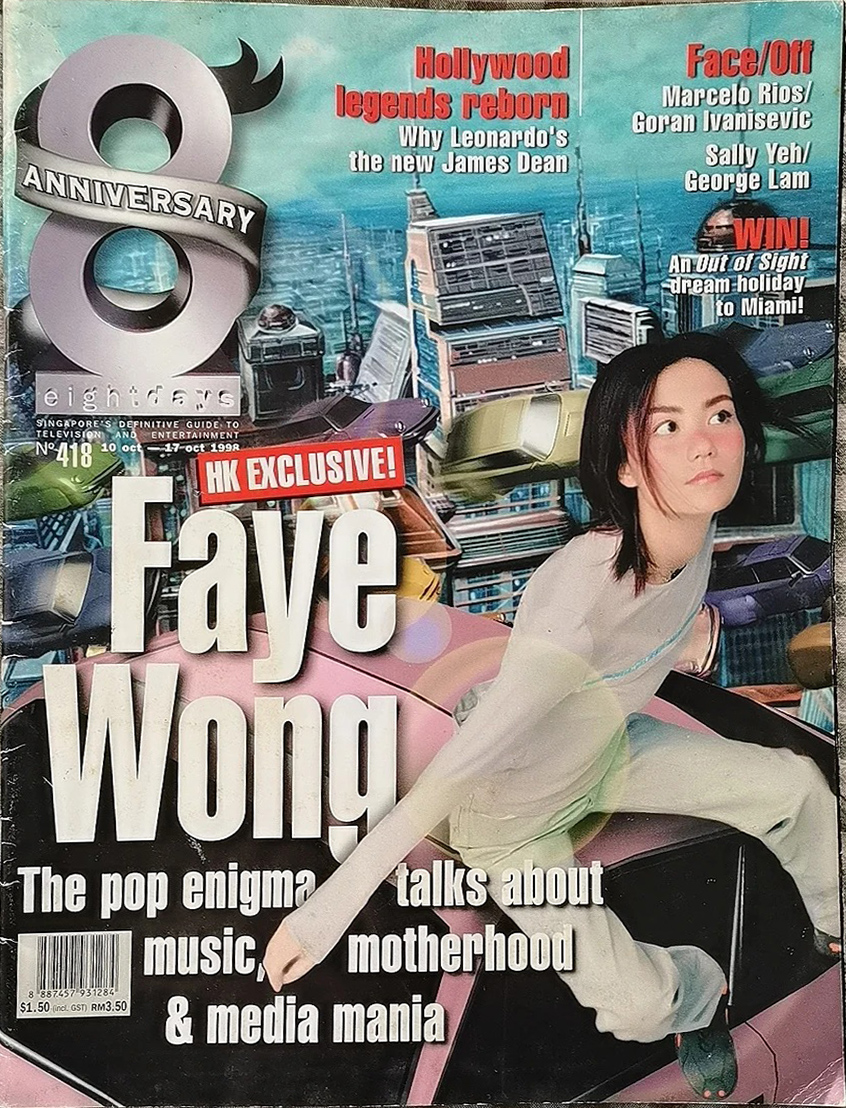 8
ANNIVERSARY
eightdays
SINGAPORE'S DEFINITIVE GUIDE TO
TELEVISION AND ENTERTAINMENT
Nº418 10 oct — 17 oct 1998
Hollywood
legends reborn
Why Leonardo's
the new James Dean
Face/Off
Marcelo Rios/
Goran Ivanisevic
Sally Yeh/
George Lam
WIN!
An Out of Sight
dream holiday
to Miami!
HK EXCLUSIVE!
Faye
Wong
The pop enigma talks about
music, motherhood
& media mania
8 887457 931284
$1.50 (incl. GST) RM3.50